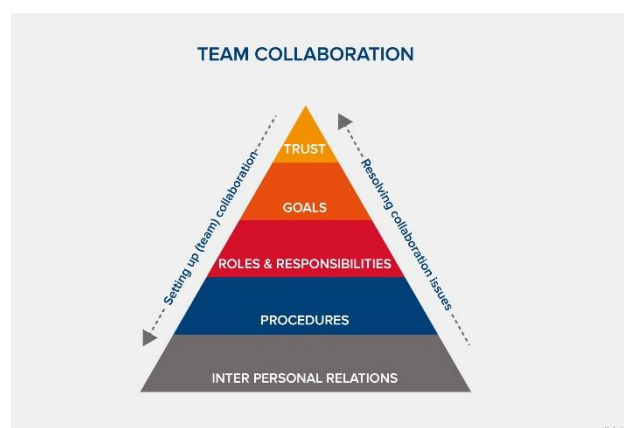 TEAM COLLABORATION
TRUST
GOALS
ROLES & RESPONSIBILITIES
PROCEDURES
INTER PERSONAL RELATIONS
Setting up (team) collaboration
Resolving collaboration issues